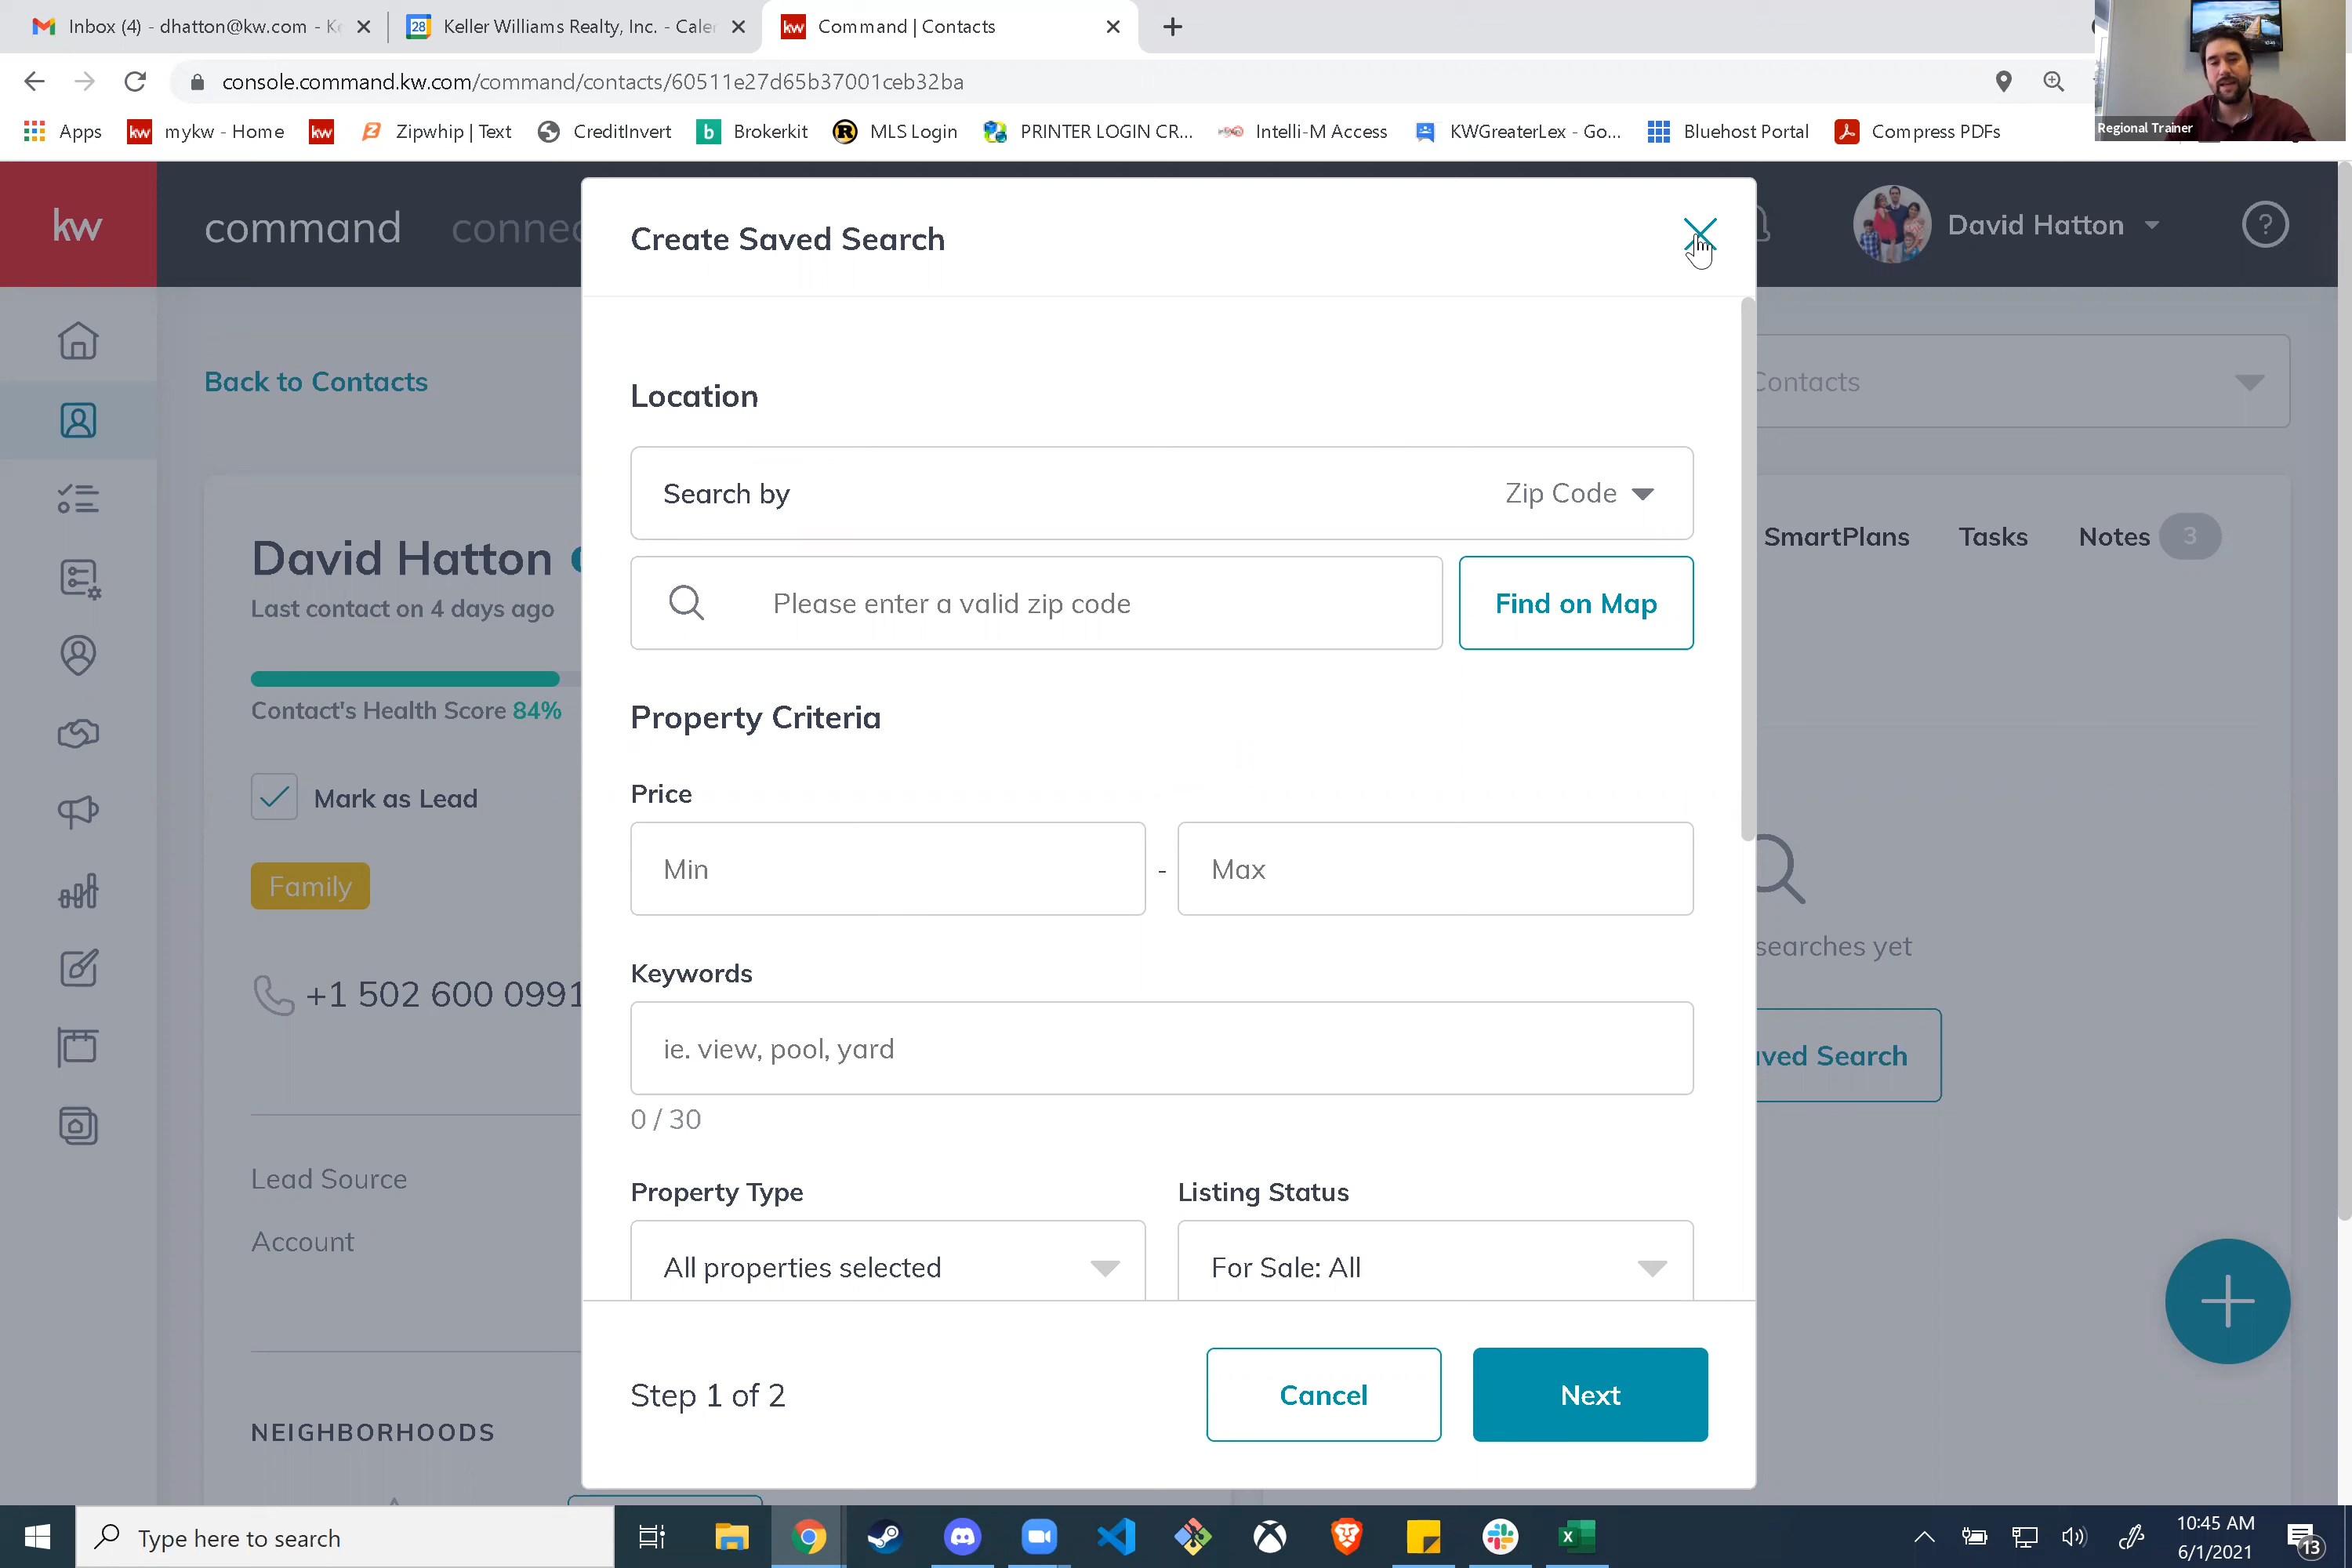 Inbox (4) - dhatton@kw.com - Ke
Keller Williams Realty, Inc. - Caler
Command | Contacts
console.command.kw.com/command/contacts/60511e27d65b37001ceb32ba
Apps
mykw - Home
Zipwhip | Text
CreditInvert
Brokerkit
MLS Login
PRINTER LOGIN CR...
Intelli-M Access
KWGreaterLex - Go...
Bluehost Portal
Compress PDFs
Regional Trainer
kw
command
connec
Create Saved Search
David Hatton
?
Back to Contacts
Contacts
Location
Search by
Zip Code
Please enter a valid zip code
Find on Map
SmartPlans
Tasks
Notes 3
David Hatton
Last contact on 4 days ago
Contact's Health Score 84%
Mark as Lead
Family
+1 502 600 0991
Lead Source
Account
NEIGHBORHOODS
Property Criteria
Price
Min
-
Max
Keywords
ie. view, pool, yard
0 / 30
Property Type
Listing Status
All properties selected
For Sale: All
searches yet
ved Search
Step 1 of 2
Cancel
Next
Type here to search
10:45 AM
6/1/2021
13